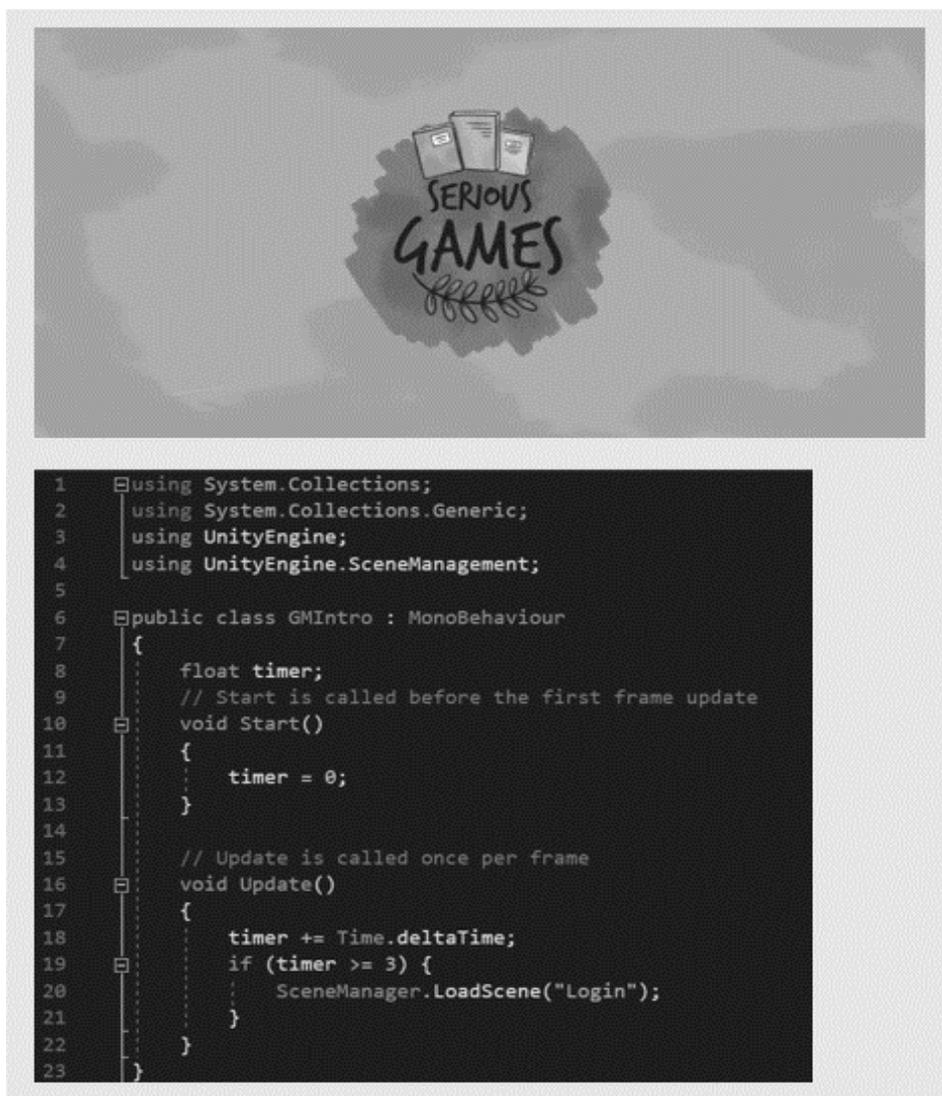 SERIOUS
GAMES
1 using System.Collections;
2 using System.Collections.Generic;
3 using UnityEngine;
4 using UnityEngine.SceneManagement;
5
6 public class GMIntro : MonoBehaviour
7 {
8 float timer;
9 // Start is called before the first frame update
10 void Start()
11 {
12 timer = 0;
13 }
14
15 // Update is called once per frame
16 void Update()
17 {
18 timer += Time.deltaTime;
19 if (timer >= 3) {
20 SceneManager.LoadScene("Login");
21 }
22 }
23 }